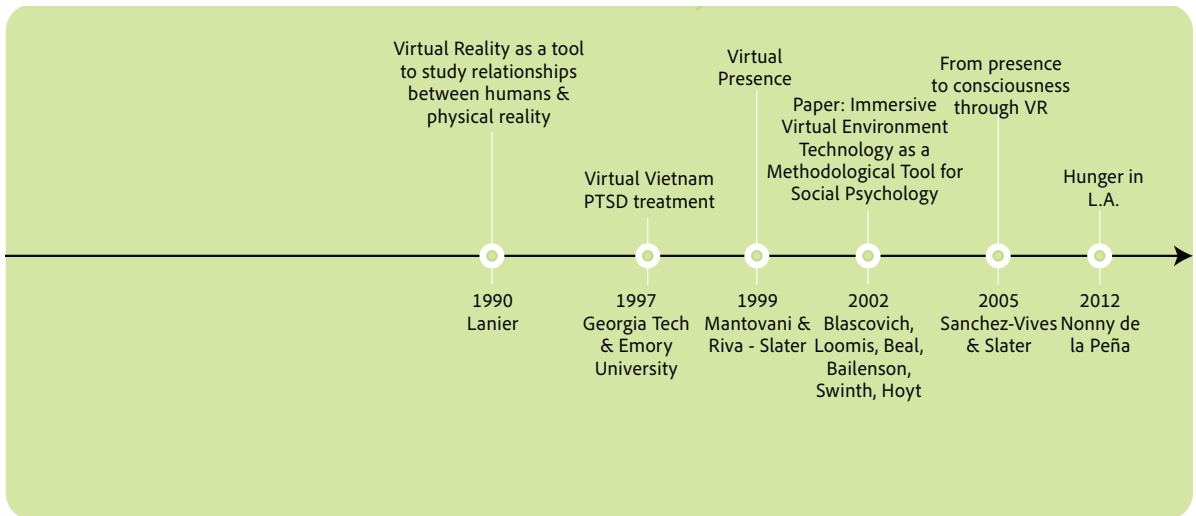 Virtual Reality as a tool
to study relationships
between humans &
physical reality
1990
Lanier
Virtual Vietnam
PTSD treatment
1997
Georgia Tech
& Emory
University
Virtual
Presence
1999
Mantovani &
Riva - Slater
Paper: Immersive
Virtual Environment
Technology as a
Methodological Tool for
Social Psychology
2002
Blascovich,
Loomis, Beal,
Bailenson,
Swinth, Hoyt
From presence
to consciousness
through VR
2005
Sanchez-Vives
& Slater
Hunger in
L.A.
2012
Nonny de
la Peña